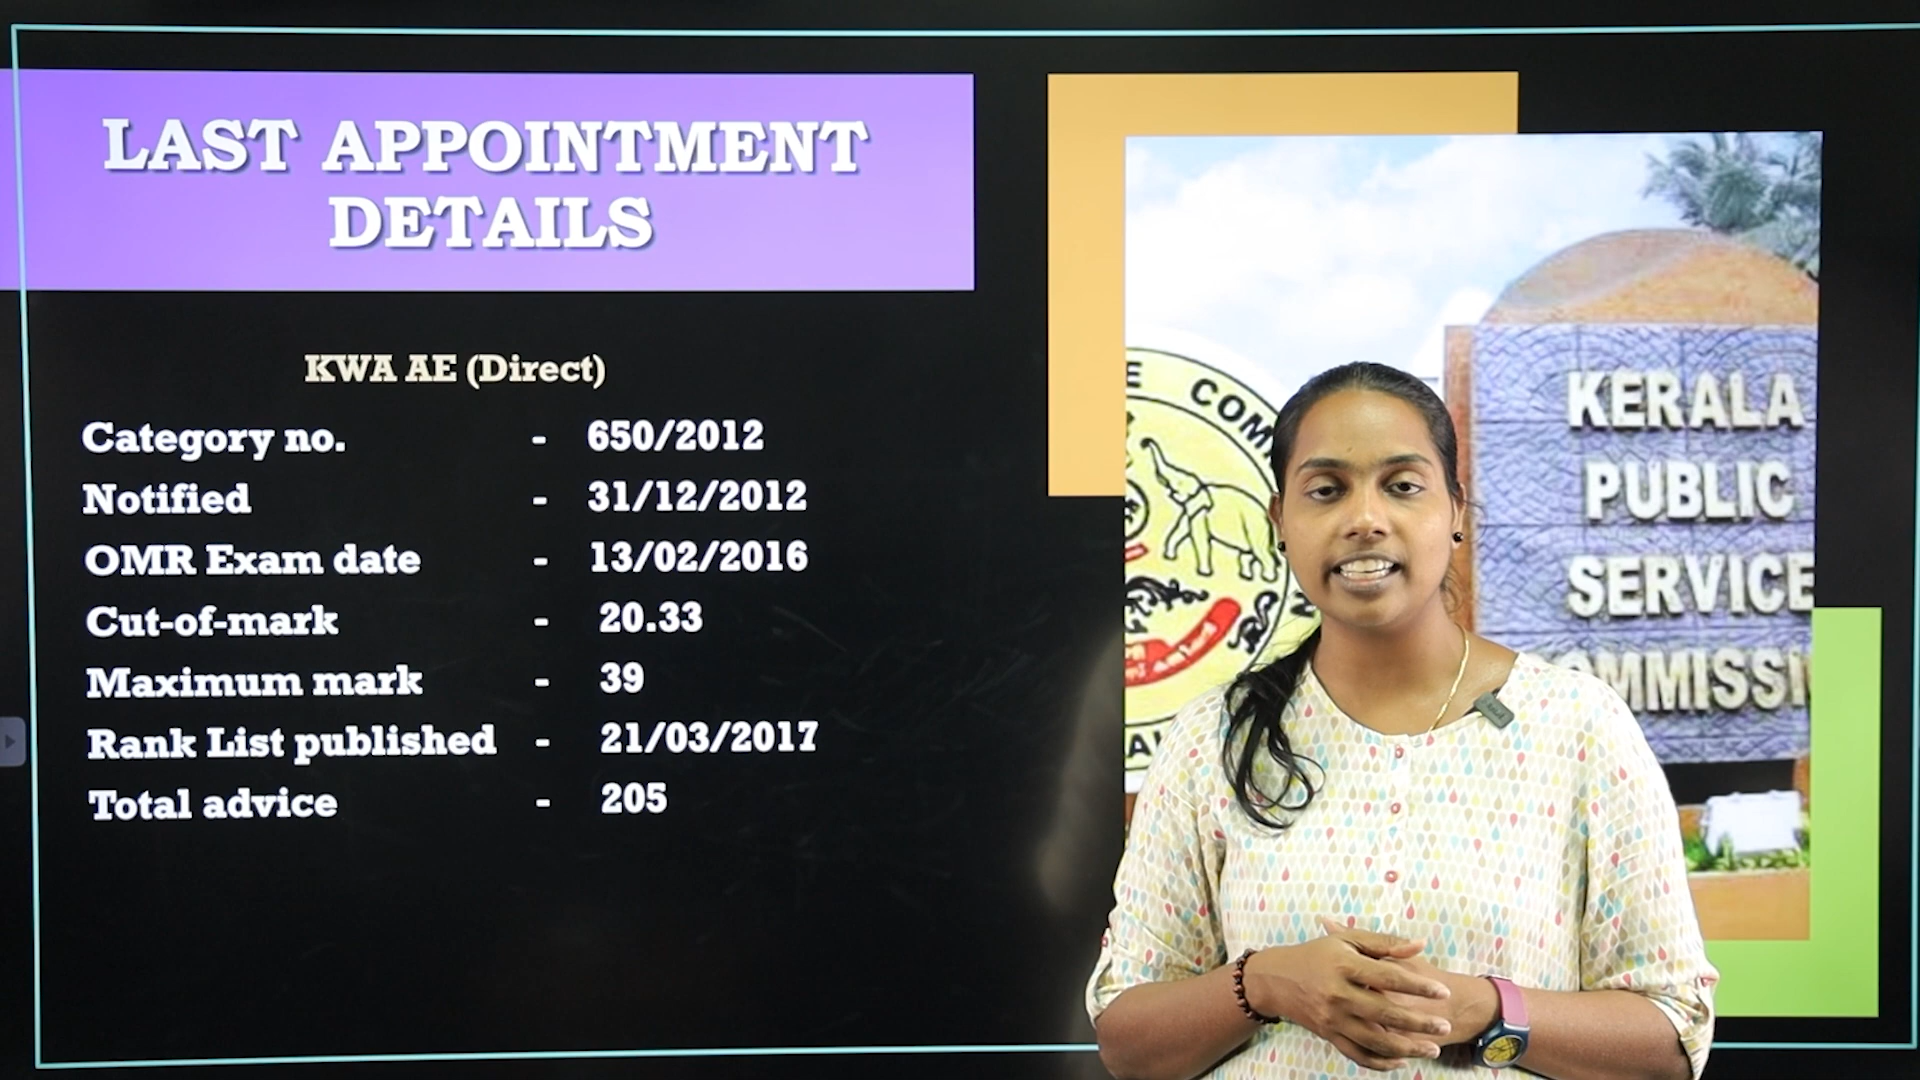 LAST APPOINTMENT
DETAILS
KWA AE (Direct)
Category no. - 650/2012
Notified - 31/12/2012
OMR Exam date - 13/02/2016
Cut-of-mark - 20.33
Maximum mark - 39
Rank List published - 21/03/2017
Total advice - 205
E COM
KERALA
PUBLIC
SERVICE
OMMISSI